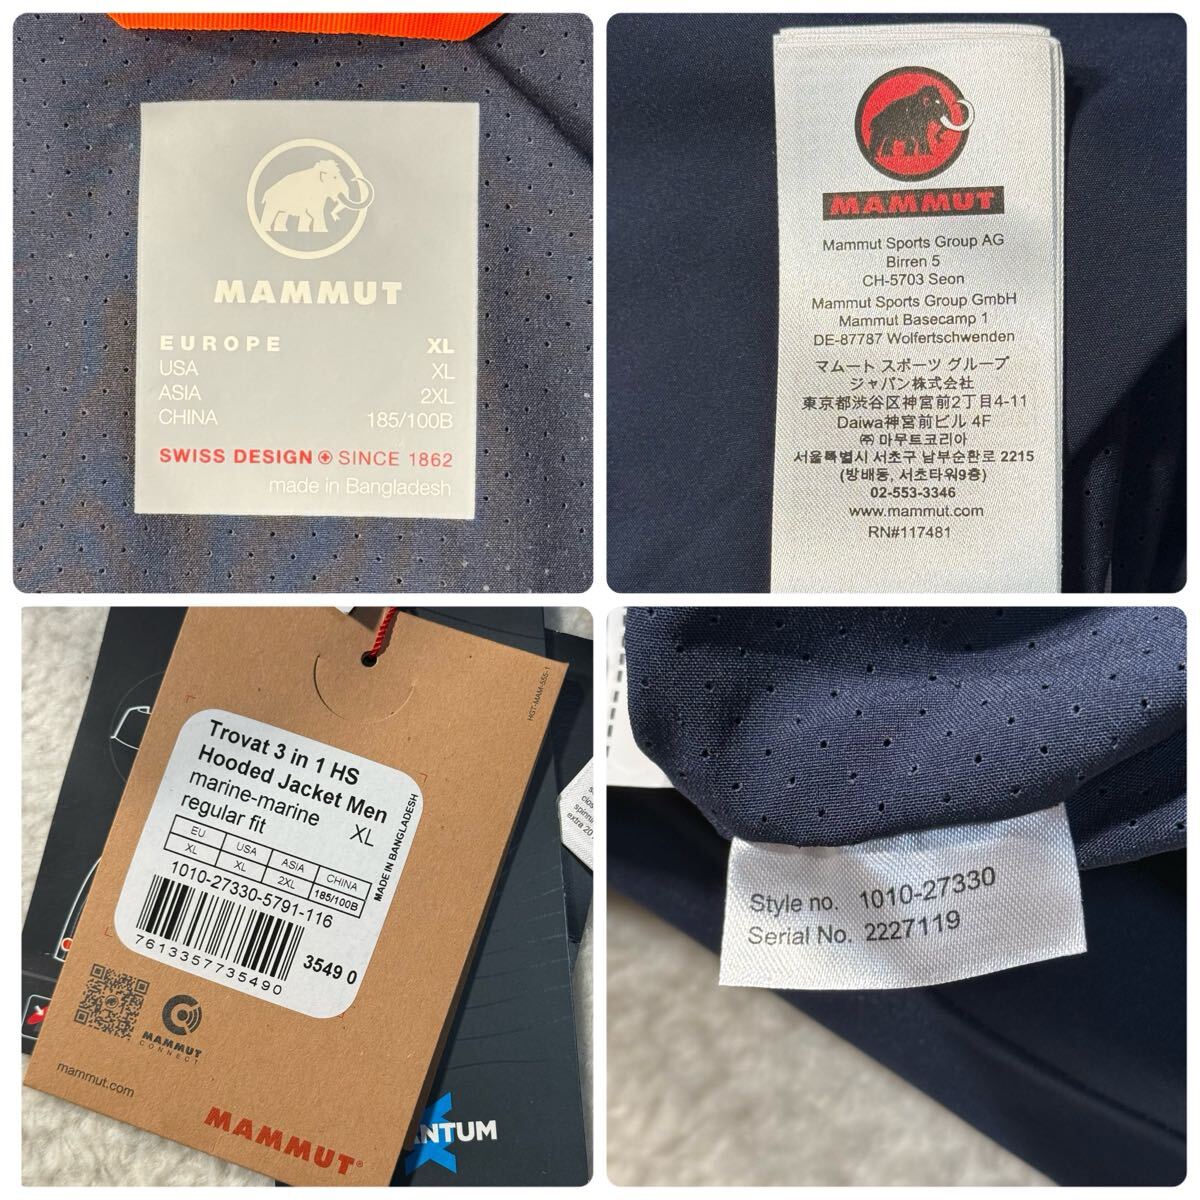 MAMMUT
EUROPE XL
USA XL
ASIA 2XL
CHINA 185/100B
SWISS DESIGN SINCE 1862
made in Bangladesh
MAMMUT
Mammut Sports Group AG
Birren 5
CH-5703 Seon
Mammut Sports Group GmbH
Mammut Basecamp 1
DE-87787 Wolfertschwenden
マムート スポーツ グループ
ジャパン株式会社
東京都渋谷区神宮前2丁目4-11
Daiwa神宮前ビル 4F
㈜ 마무트코리아
서울특별시 서초구 남부순환로 2215
(방배동, 서초타워9층)
02-553-3346
www.mammut.com
RN#117481
HGT-MAM-555-1
Trovat 3 in 1 HS
Hooded Jacket Men
marine-marine XL
regular fit
EU USA ASIA CHINA
XL XL 2XL 185/100B
MADE IN BANGLADESH
1010-27330-5791-116
7613357735490
3549 0
MAMMUT
CONNECT
mammut.com
MAMMUT®
NTUM
extra 20
Style no. 1010-27330
Serial No. 2227119